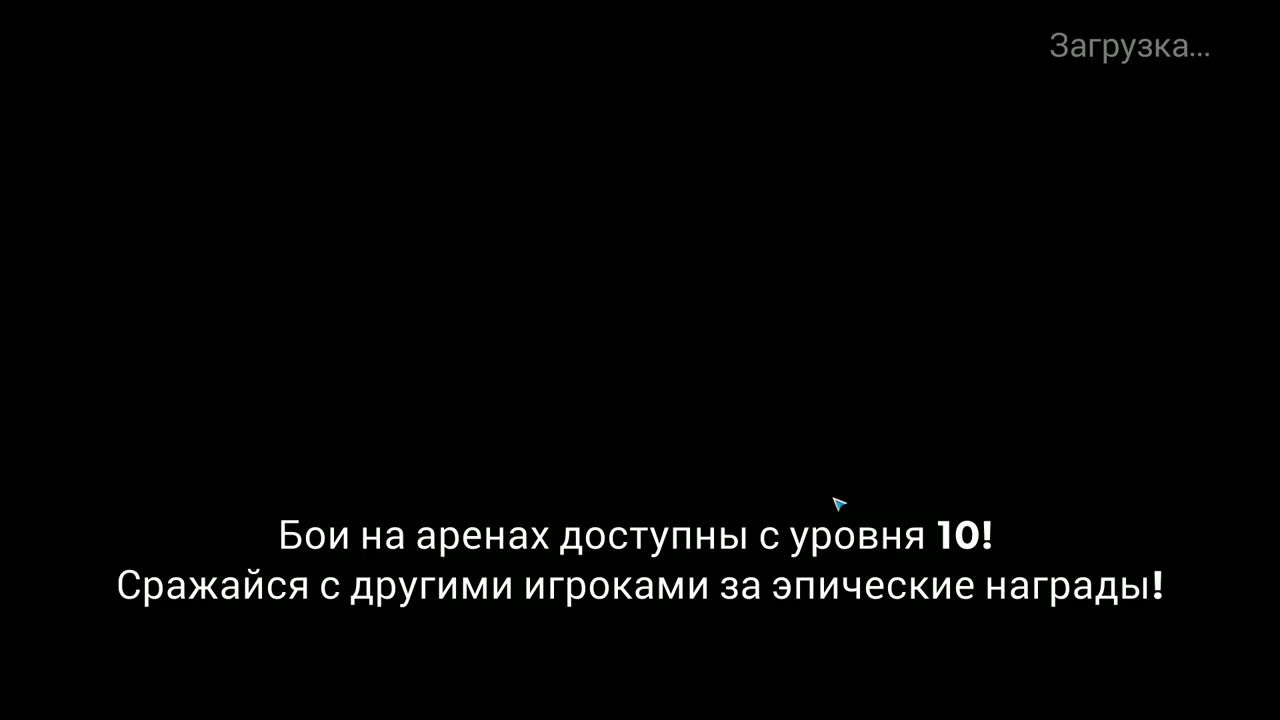 Загрузка...
Бои на аренах доступны с уровня 10!
Сражайся с другими игроками за эпические награды!